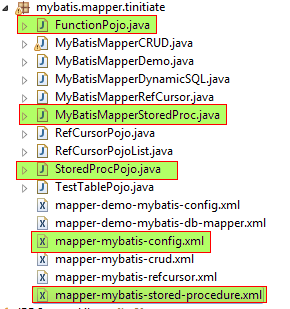 mybatis.mapper.tinitiate
FunctionPojo.java
MyBatisMapperCRUD.java
MyBatisMapperDemo.java
MyBatisMapperDynamicSQL.java
MyBatisMapperRefCursor.java
MyBatisMapperStoredProc.java
RefCursorPojo.java
RefCursorPojoList.java
StoredProcPojo.java
TestTablePojo.java
mapper-demo-mybatis-config.xml
mapper-demo-mybatis-db-mapper.xml
mapper-mybatis-config.xml
mapper-mybatis-crud.xml
mapper-mybatis-refcursor.xml
mapper-mybatis-stored-procedure.xml